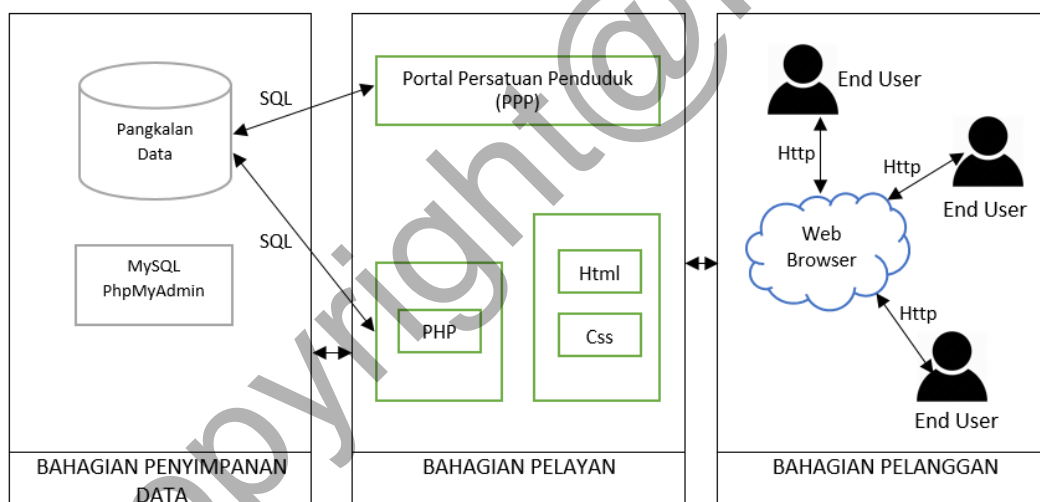 Pangkalan
Data
MySQL
PhpMyAdmin
BAHAGIAN PENYIMPANAN
DATA
SQL
SQL
Portal Persatuan Penduduk
(PPP)
PHP
Html
Css
BAHAGIAN PELAYAN
End User
Http
Http
End User
Web
Browser
Http
End User
BAHAGIAN PELANGGAN
pyright@